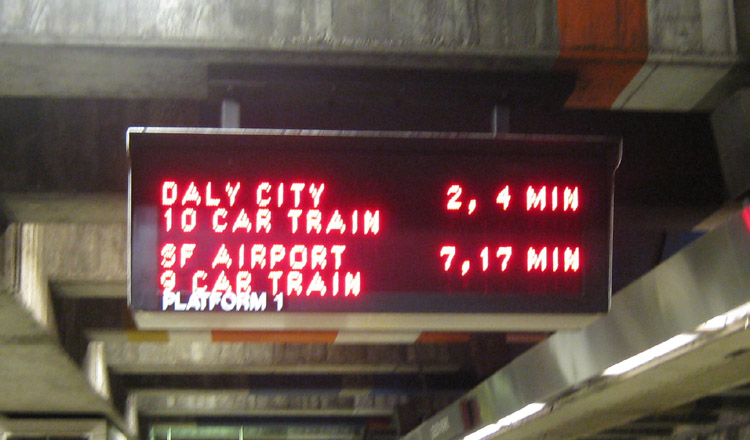 DALY CITY 2, 4 MIN
10 CAR TRAIN
SF AIRPORT 7,17 MIN
9 CAR TRAIN
PLATFORM 1